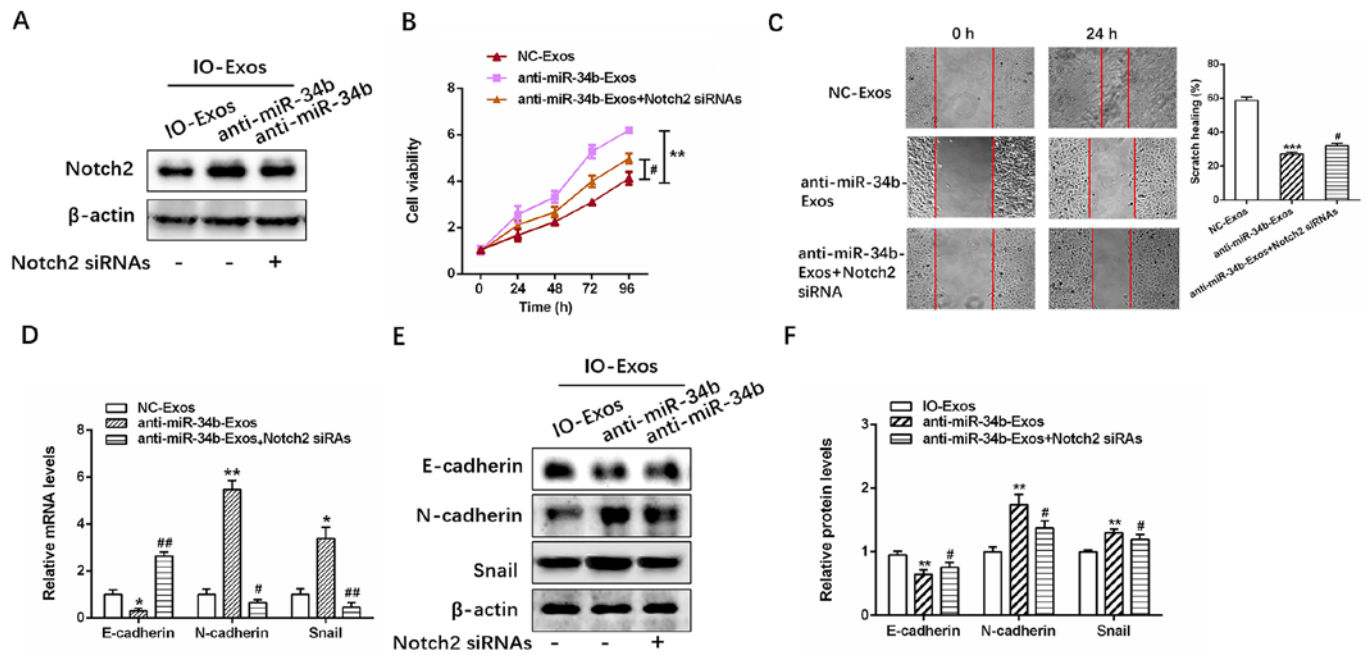 A
IO-Exos
IO-Exos
anti-miR-34b
anti-miR-34b
Notch2
β-actin
Notch2 siRNAs - - +
B
NC-Exos
anti-miR-34b-Exos
anti-miR-34b-Exos+Notch2 siRNAs
Cell viability
8
6
4
2
0
**
#
0 24 48 72 96
Time (h)
C
0 h 24 h
NC-Exos
anti-miR-34b-
Exos
anti-miR-34b-
Exos+Notch2
siRNA
Scratch healing (%)
80
60
40
20
0
***
#
NC-Exos
anti-miR-34b-Exos
anti-miR-34b-Exos+Notch2 siRNAs
D
NC-Exos
anti-miR-34b-Exos
anti-miR-34b-Exos+Notch2 siRAs
Relative mRNA levels
8
6
4
2
0
*
##
**
#
*
##
E-cadherin N-cadherin Snail
E
IO-Exos
IO-Exos
anti-miR-34b
anti-miR-34b
E-cadherin
N-cadherin
Snail
β-actin
Notch2 siRNAs - - +
F
IO-Exos
anti-miR-34b-Exos
anti-miR-34b-Exos+Notch2 siRAs
Relative protein levels
3
2
1
0
**
#
**
#
**
#
E-cadherin N-cadherin Snail